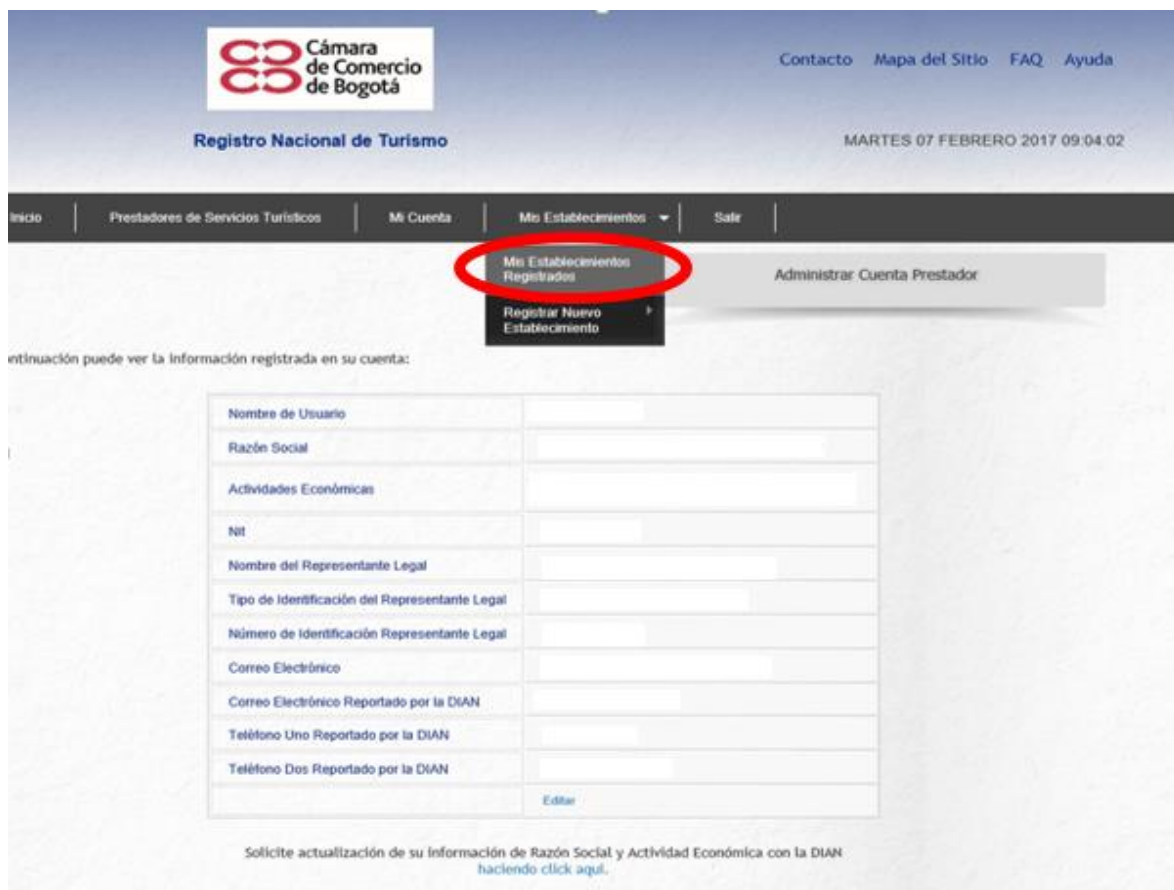 Cámara
de Comercio
de Bogotá
Contacto Mapa del Sitio FAQ Ayuda
Registro Nacional de Turismo
MARTES 07 FEBRERO 2017 09:04:02
Inicio Prestadores de Servicios Turísticos Mi Cuenta Mis Establecimientos Salir
Mis Establecimientos
Registrados
Administrar Cuenta Prestador
Registrar Nuevo
Establecimiento
ontinuación puede ver la información registrada en su cuenta:
Nombre de Usuario
Razón Social
Actividades Económicas
Nit
Nombre del Representante Legal
Tipo de Identificación del Representante Legal
Número de Identificación Representante Legal
Correo Electrónico
Correo Electrónico Reportado por la DIAN
Teléfono Uno Reportado por la DIAN
Teléfono Dos Reportado por la DIAN
Editar
Solicite actualización de su información de Razón Social y Actividad Económica con la DIAN
haciendo click aquí.